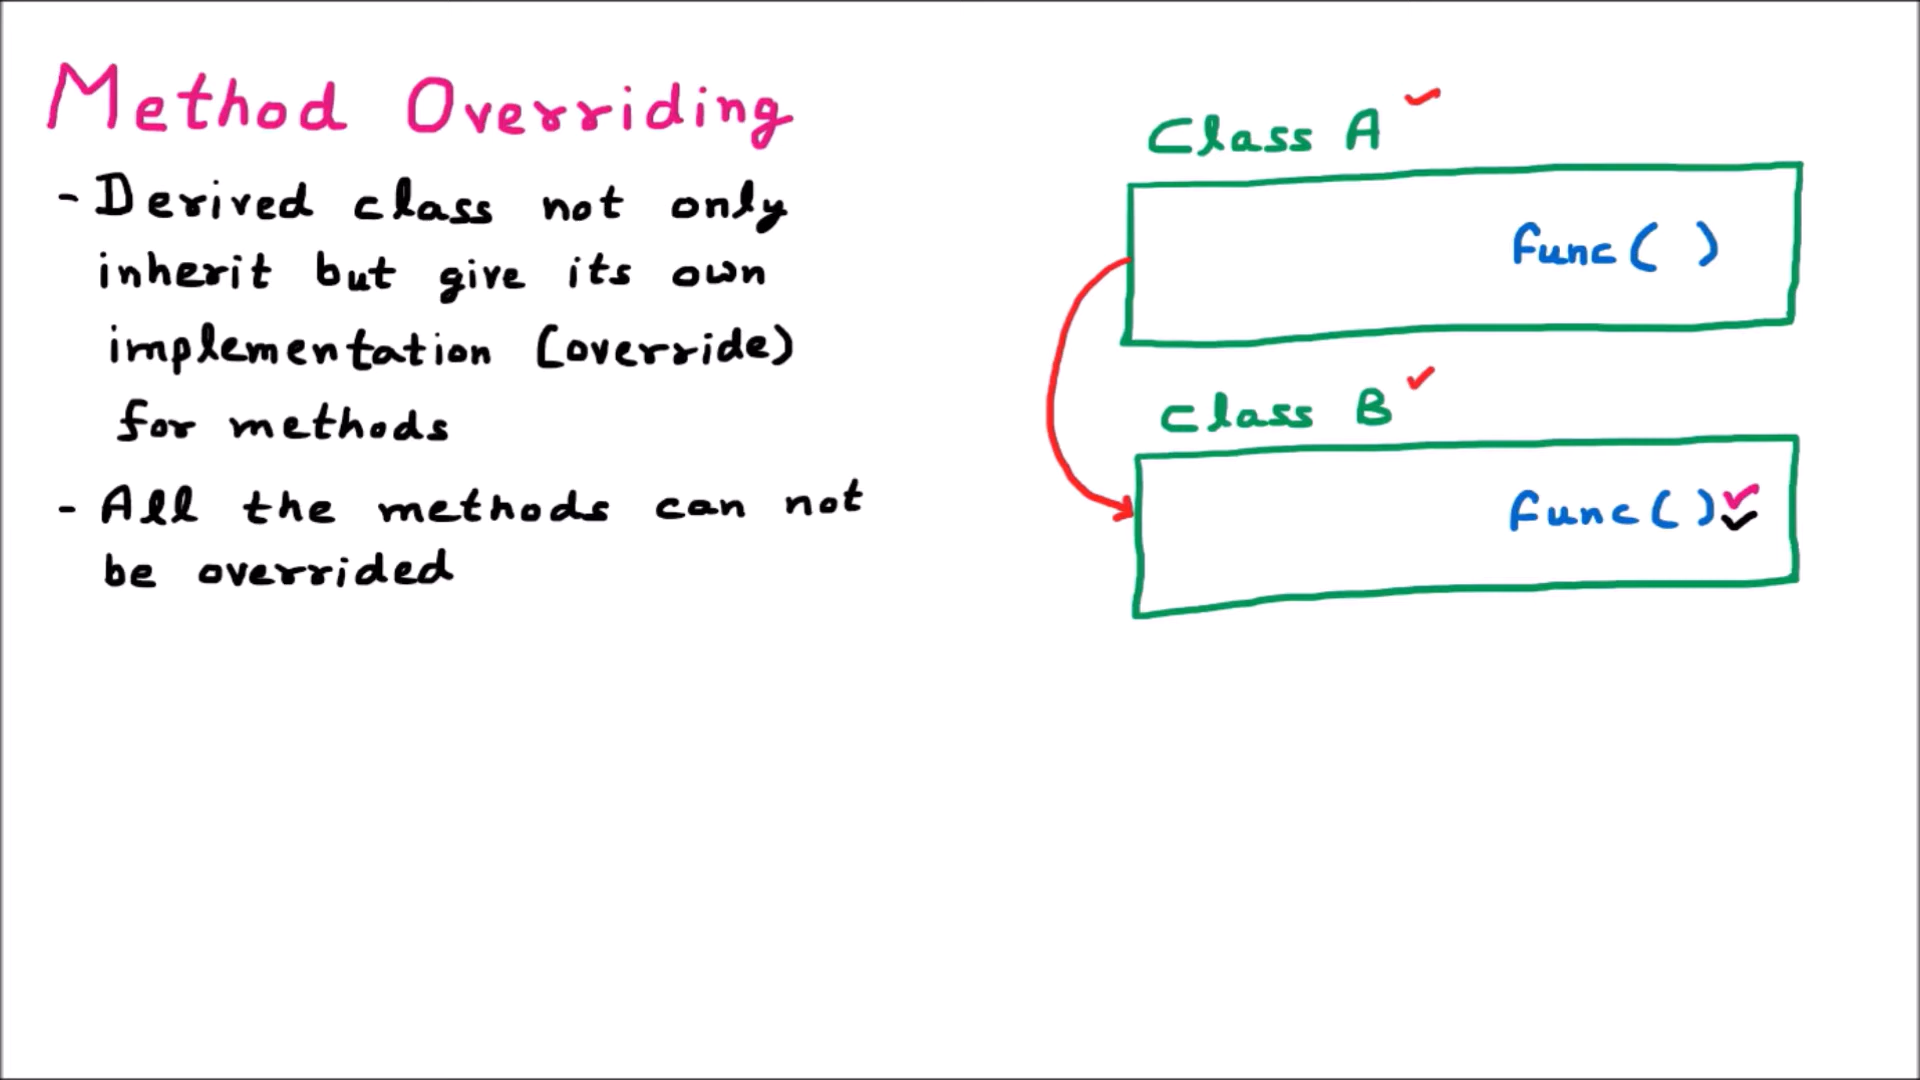 Method Overriding
- Derived class not only
inherit but give its own
implementation (override)
for methods
- All the methods can not
be overrided
Class A
func( )
Class B
func( )